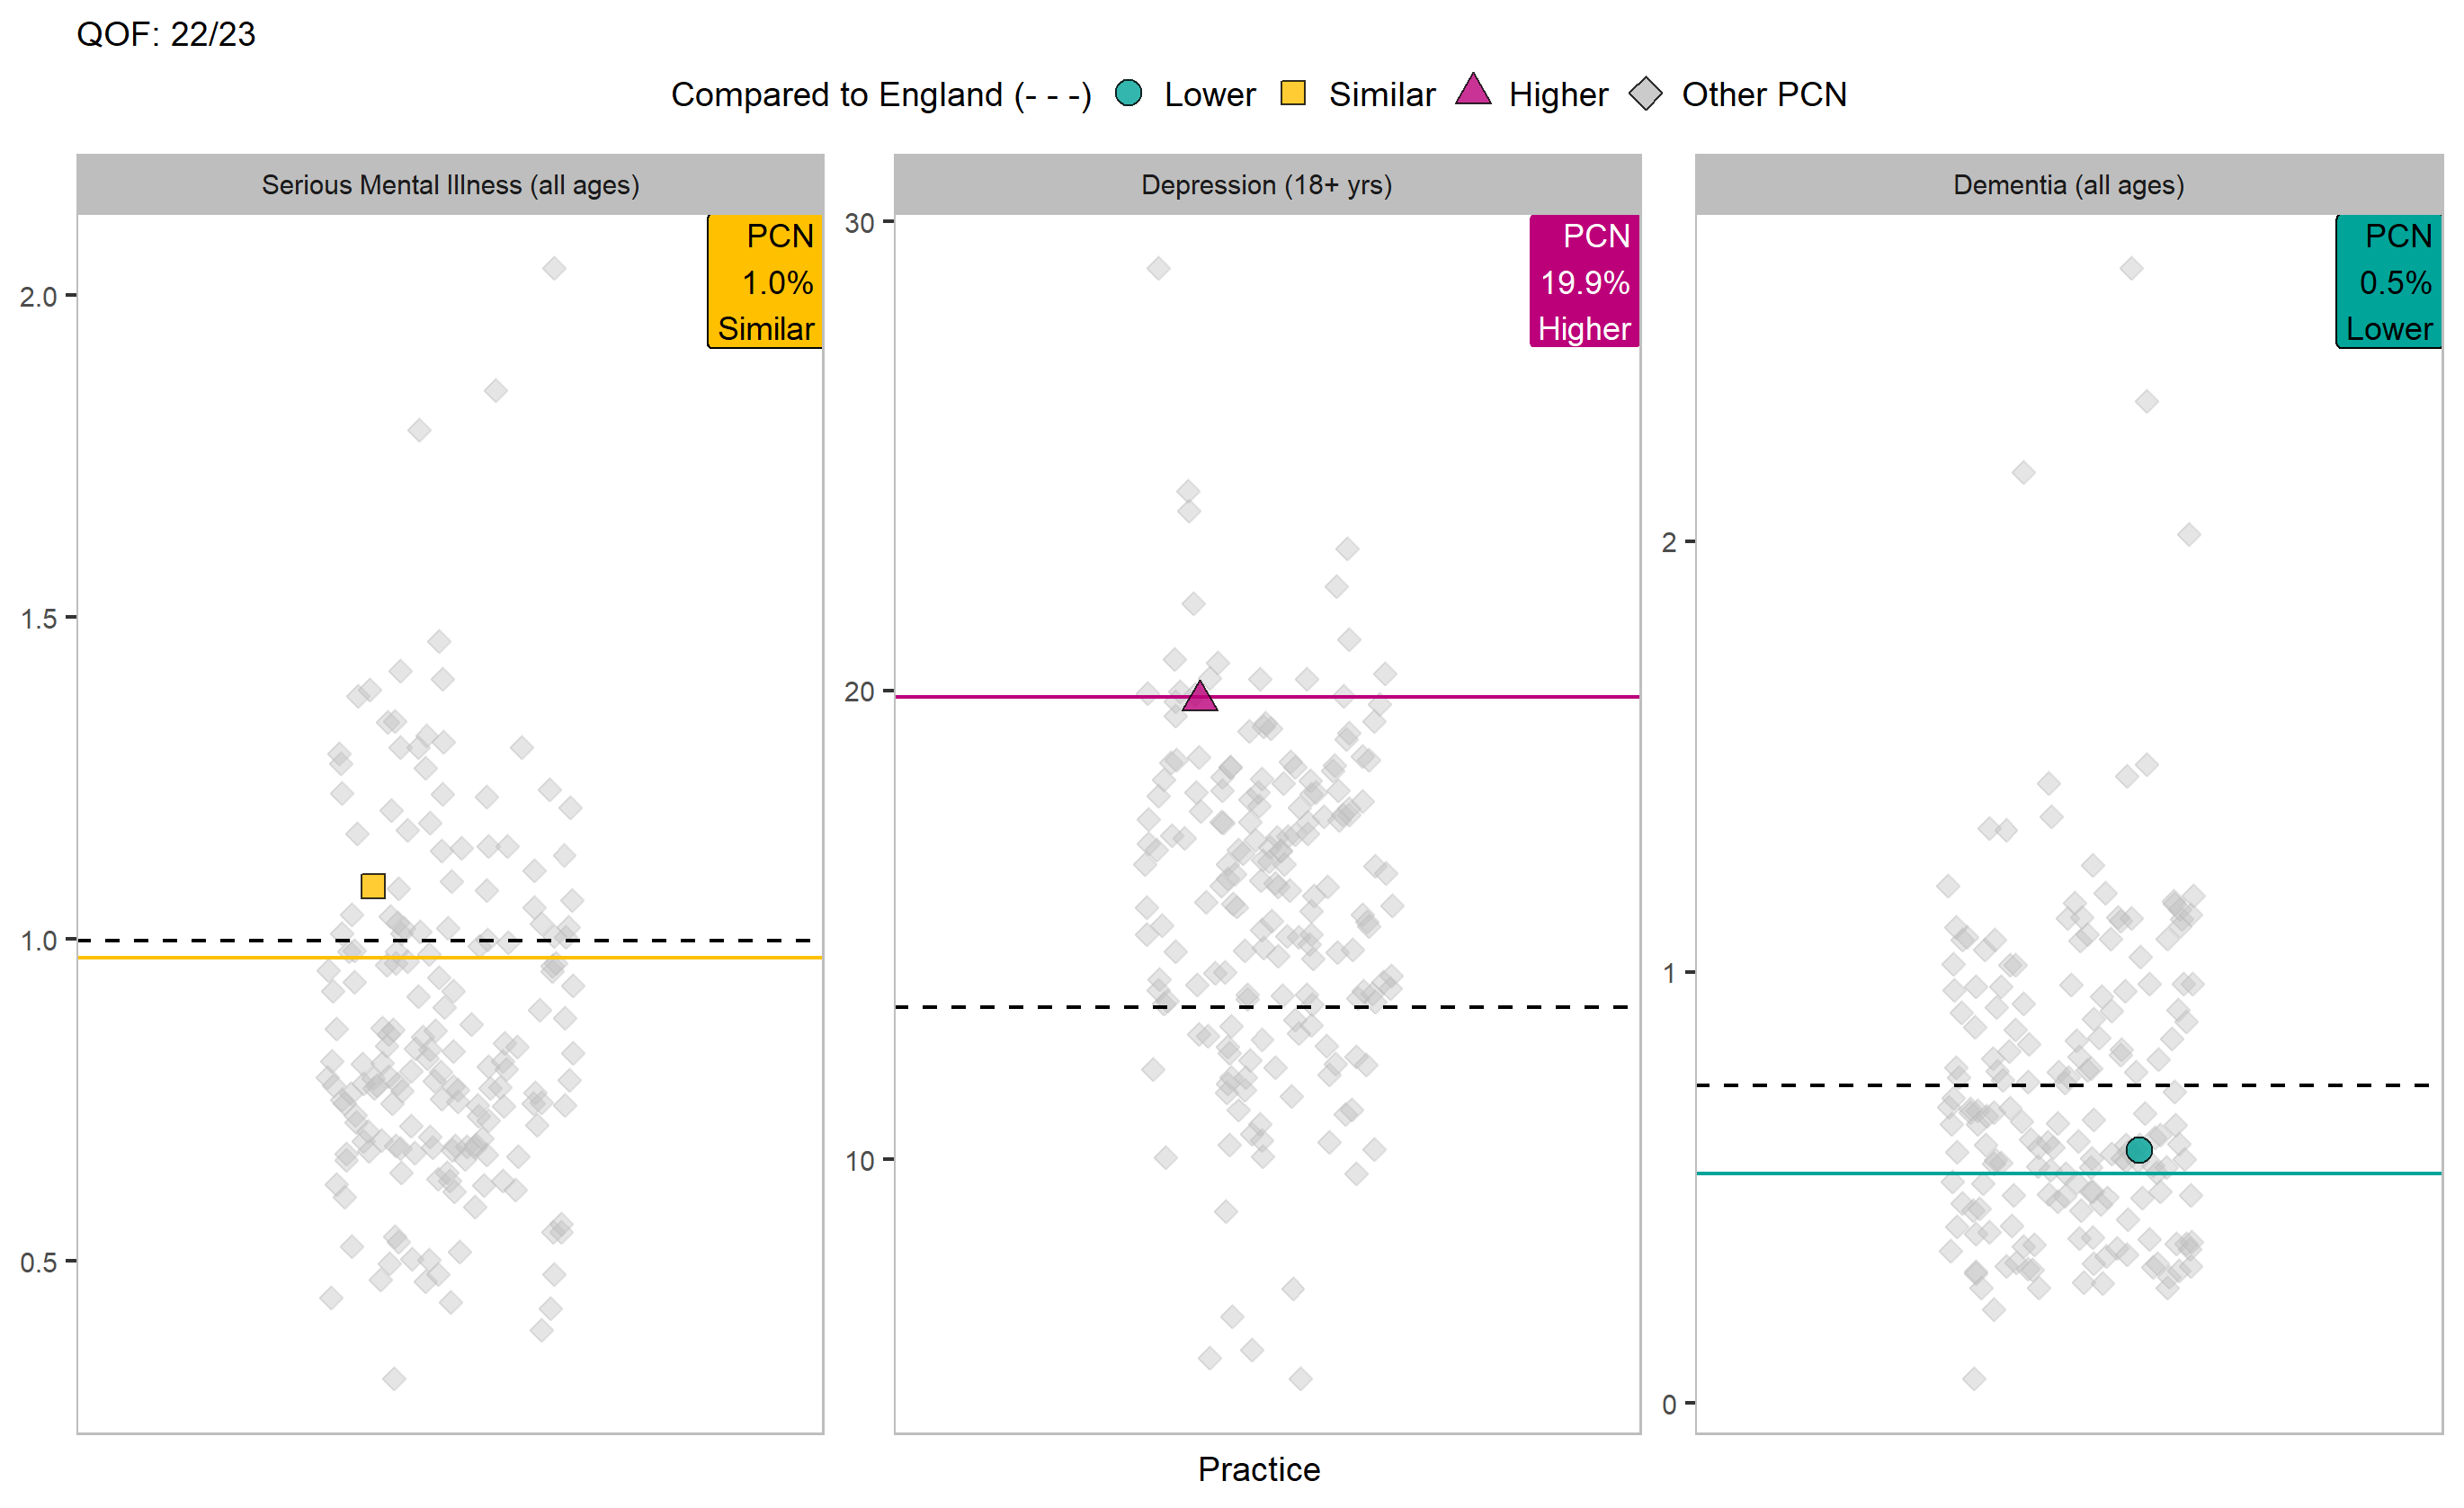 QOF: 22/23
Compared to England (- - -) Lower Similar Higher Other PCN
Serious Mental Illness (all ages)
PCN
1.0%
Similar
2.0
1.5
1.0
0.5
Depression (18+ yrs)
PCN
19.9%
Higher
30
20
10
Dementia (all ages)
PCN
0.5%
Lower
2
1
0
Practice